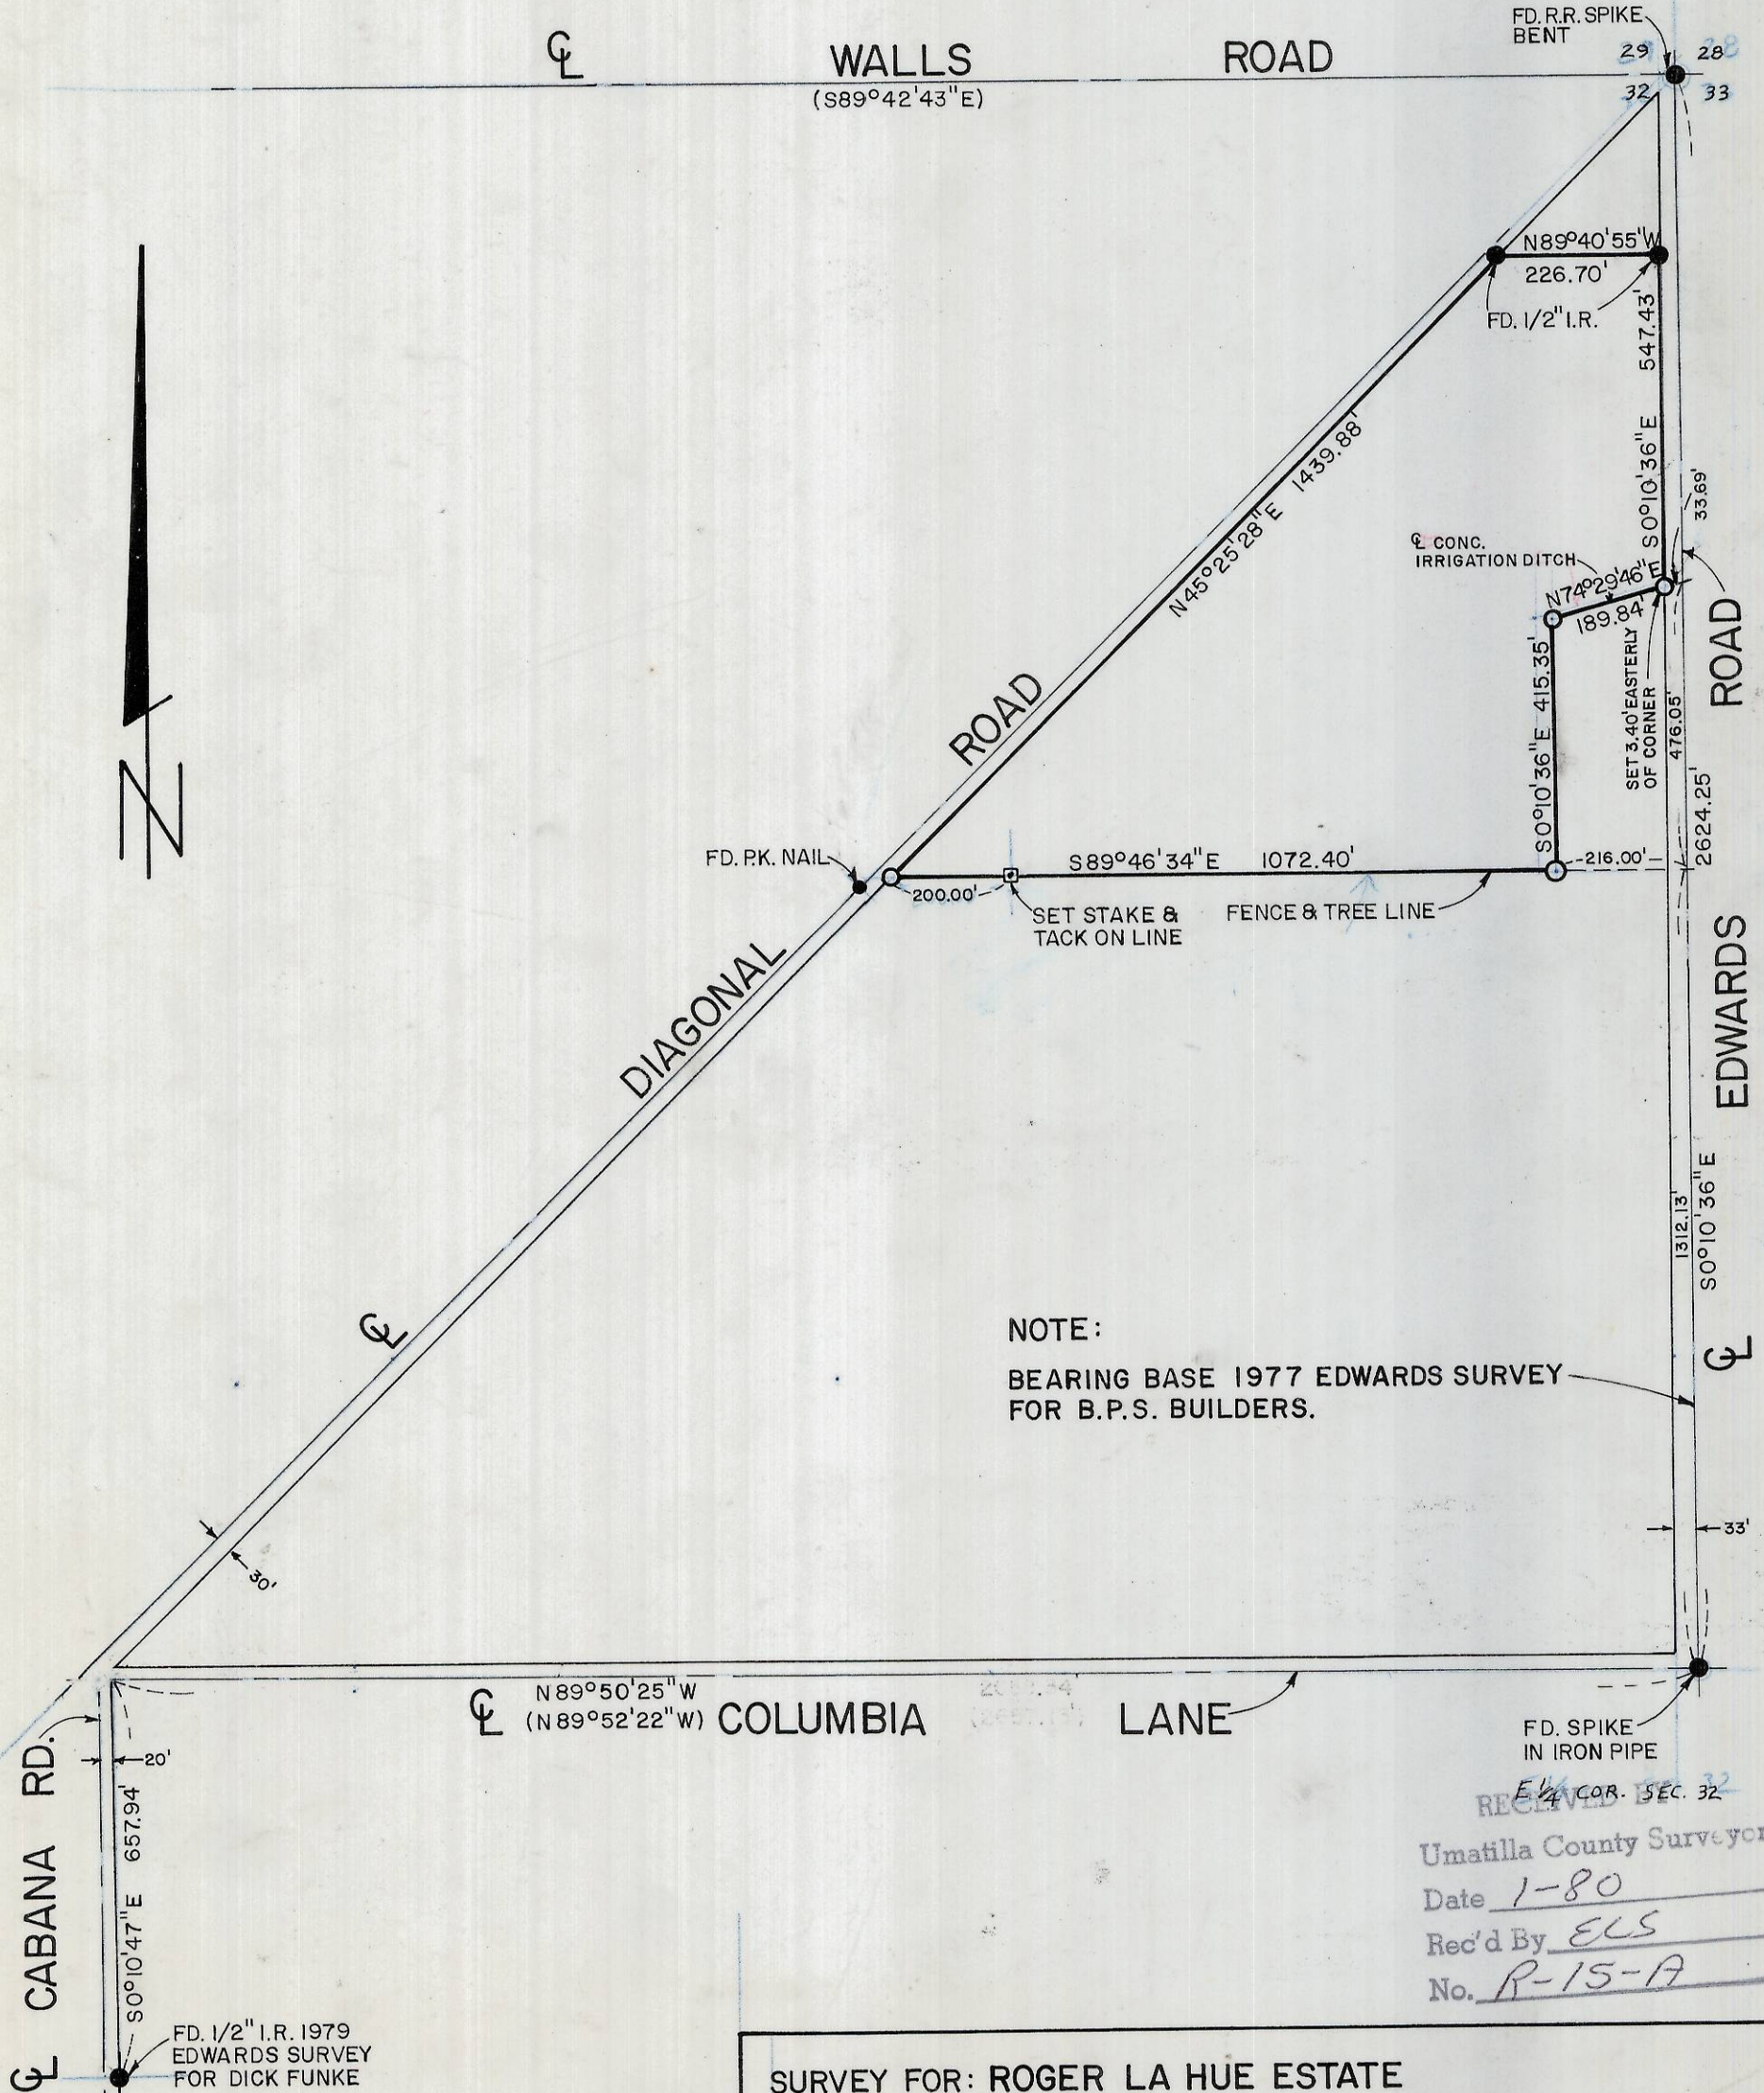 FD. R.R. SPIKE
BENT
29 28
32 33
℄ WALLS ROAD
(S89°42'43"E)
N89°40'55"W
226.70'
FD. 1/2" I.R.
S0°10'36"E 547.43'
33.69'
N45°25'28"E 1439.88'
℄ CONC.
IRRIGATION DITCH
N74°29'46"E
189.84'
SET 3.40' EASTERLY
OF CORNER
476.05'
S0°10'36"E 415.35'
2624.25'
FD. P.K. NAIL
S89°46'34"E 1072.40'
216.00'
200.00'
SET STAKE &
TACK ON LINE
FENCE & TREE LINE
℄ DIAGONAL ROAD
℄ EDWARDS ROAD
1312.13'
S0°10'36"E
NOTE:
BEARING BASE 1977 EDWARDS SURVEY
FOR B.P.S. BUILDERS.
33'
30'
N89°50'25"W
(N89°52'22"W)
℄ COLUMBIA LANE
FD. SPIKE
IN IRON PIPE
E 1/4 COR. SEC. 32
20'
℄ CABANA RD.
S0°10'47"E 657.94'
FD. 1/2" I.R. 1979
EDWARDS SURVEY
FOR DICK FUNKE
RECEIVED BY
Umatilla County Surveyor
Date 1-80
Rec'd By ELS
No. R-15-A
SURVEY FOR: ROGER LA HUE ESTATE
N